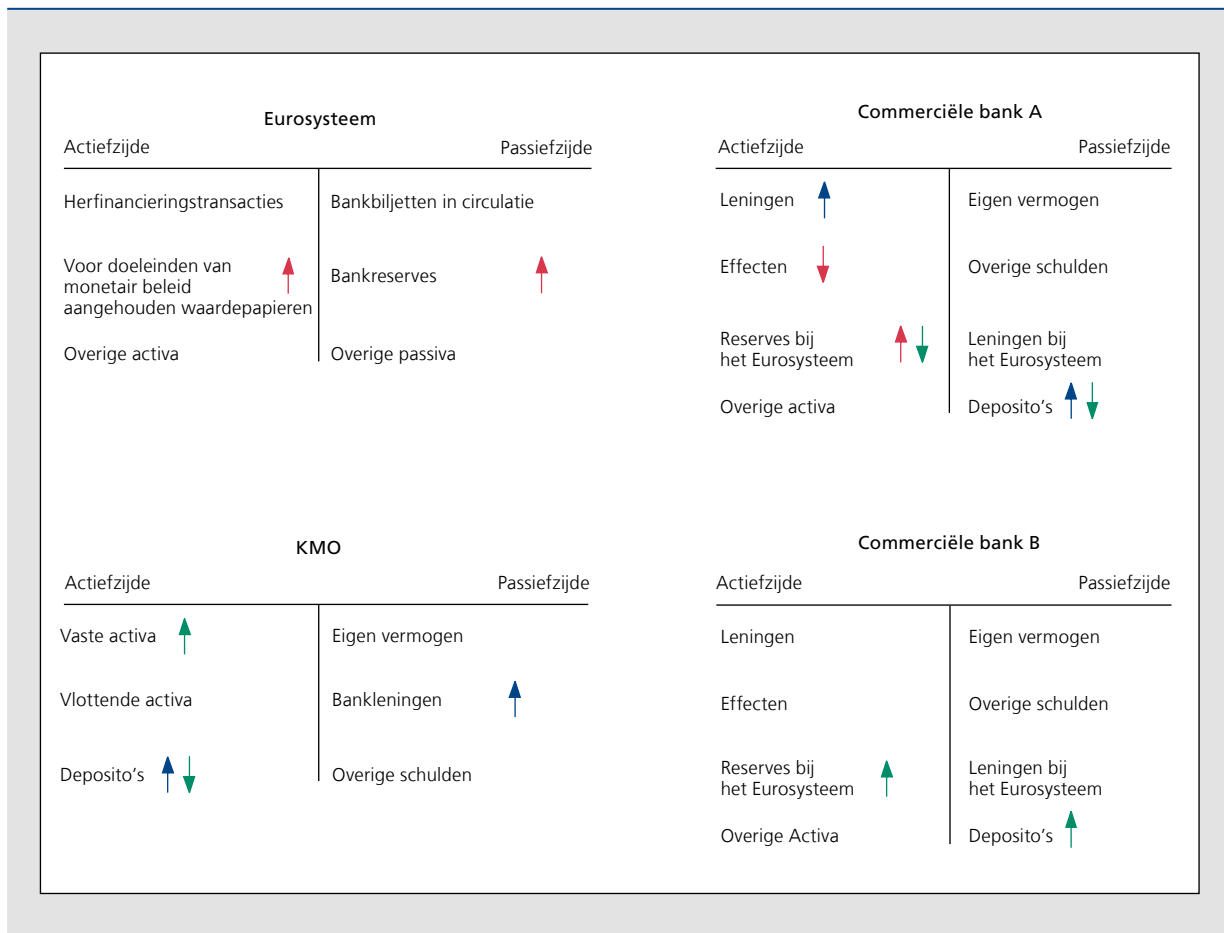 Eurosysteem
Actiefzijde
Passiefzijde
Herfinancieringstransacties
Bankbiljetten in circulatie
Voor doeleinden van
monetair beleid
aangehouden waardepapieren
Bankreserves
Overige activa
Overige passiva
Commerciële bank A
Actiefzijde
Passiefzijde
Leningen
Eigen vermogen
Effecten
Overige schulden
Reserves bij
het Eurosysteem
Leningen bij
het Eurosysteem
Overige activa
Deposito's
KMO
Actiefzijde
Passiefzijde
Vaste activa
Eigen vermogen
Vlottende activa
Bankleningen
Deposito's
Overige schulden
Commerciële bank B
Actiefzijde
Passiefzijde
Leningen
Eigen vermogen
Effecten
Overige schulden
Reserves bij
het Eurosysteem
Leningen bij
het Eurosysteem
Overige Activa
Deposito's